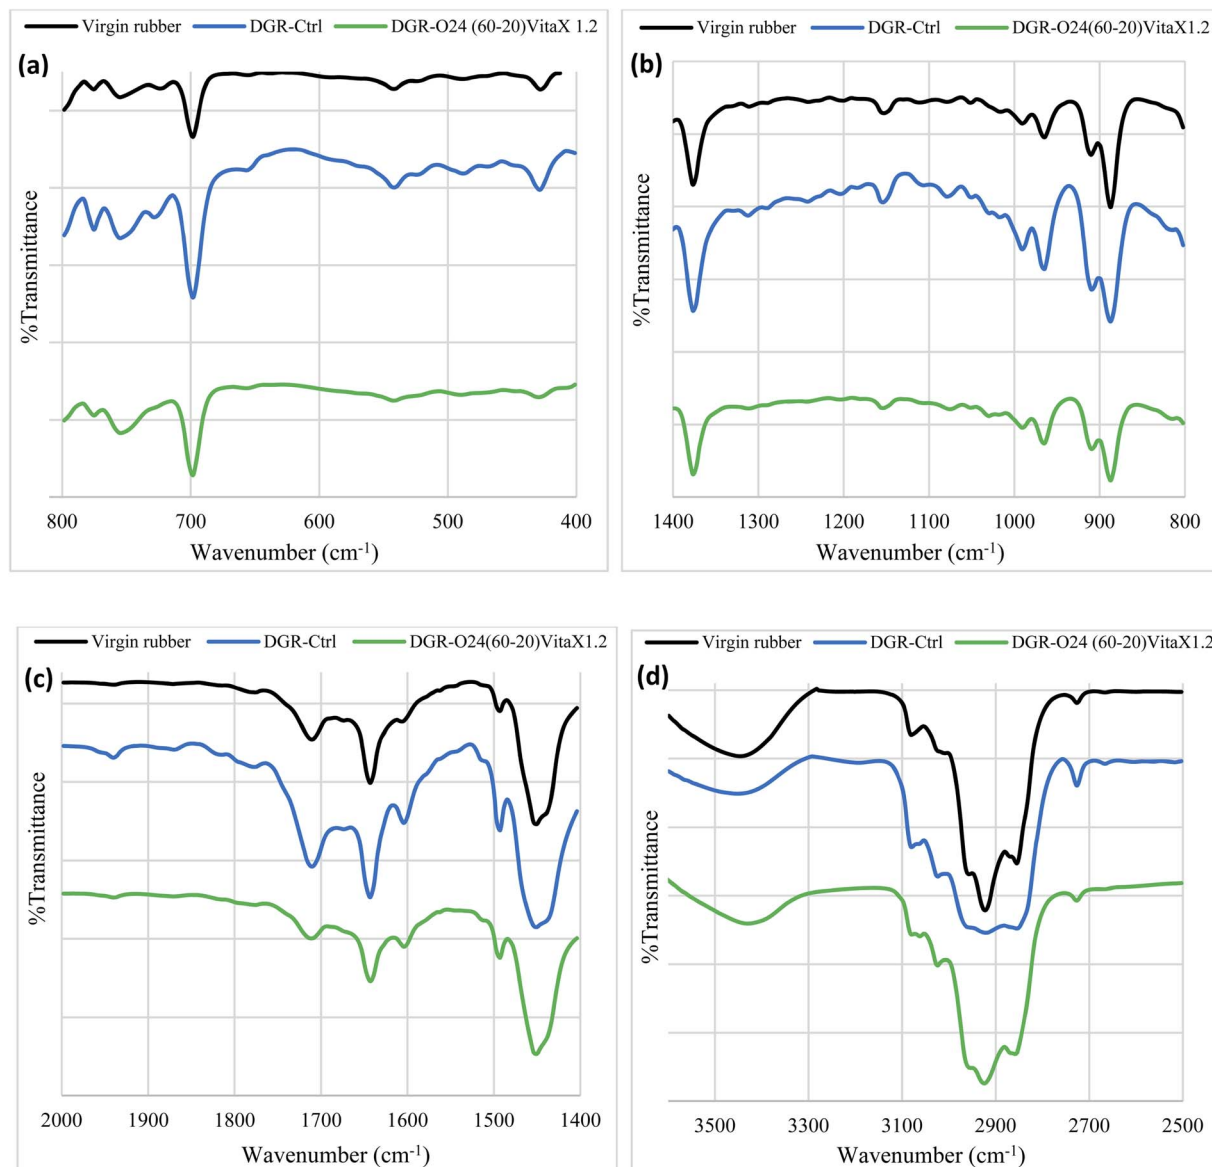 Virgin rubber DGR-Ctrl DGR-O24 (60-20)VitaX 1.2
(a)
%Transmittance
800 700 600 500 400
Wavenumber (cm-1)
Virgin rubber DGR-Ctrl DGR-O24(60-20)VitaX1.2
(b)
%Transmittance
1400 1300 1200 1100 1000 900 800
Wavenumber (cm-1)
Virgin rubber DGR-Ctrl DGR-O24(60-20)VitaX1.2
(c)
%Transmittance
2000 1900 1800 1700 1600 1500 1400
Wavenumber (cm-1)
Virgin rubber DGR-Ctrl DGR-O24 (60-20)VitaX1.2
(d)
%Transmittance
3500 3300 3100 2900 2700 2500
Wavenumber (cm-1)